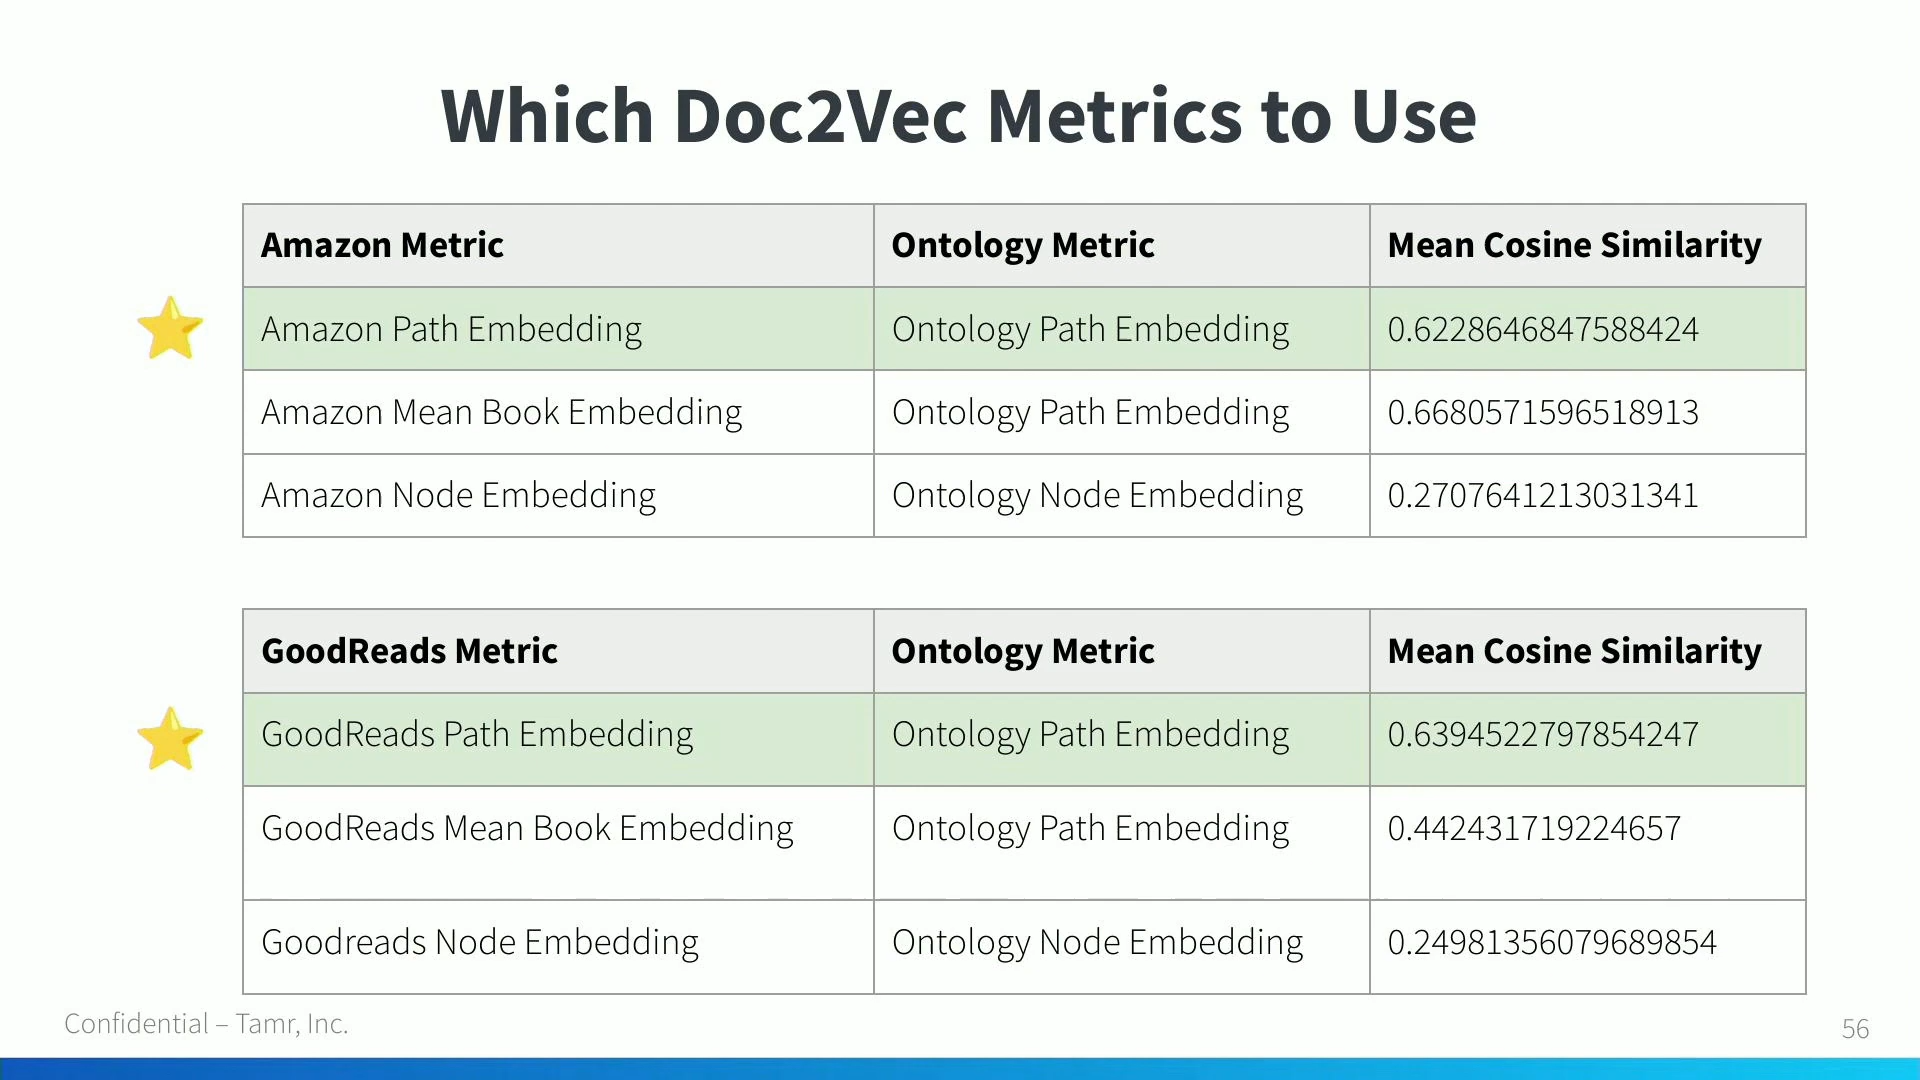 Which Doc2Vec Metrics to Use
Amazon Metric Ontology Metric Mean Cosine Similarity
Amazon Path Embedding Ontology Path Embedding 0.6228646847588424
Amazon Mean Book Embedding Ontology Path Embedding 0.6680571596518913
Amazon Node Embedding Ontology Node Embedding 0.2707641213031341
GoodReads Metric Ontology Metric Mean Cosine Similarity
GoodReads Path Embedding Ontology Path Embedding 0.6394522797854247
GoodReads Mean Book Embedding Ontology Path Embedding 0.442431719224657
Goodreads Node Embedding Ontology Node Embedding 0.24981356079689854
Confidential – Tamr, Inc.
56